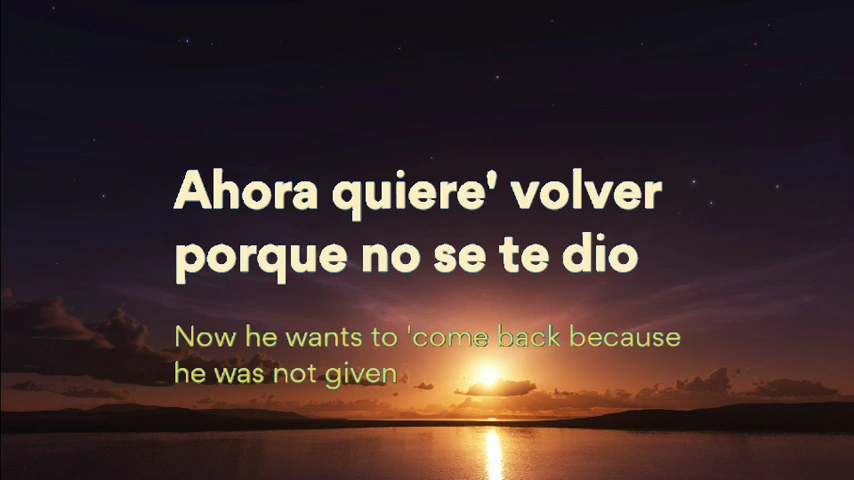 Ahora quiere' volver
porque no se te dio
Now he wants to 'come back because
he was not given